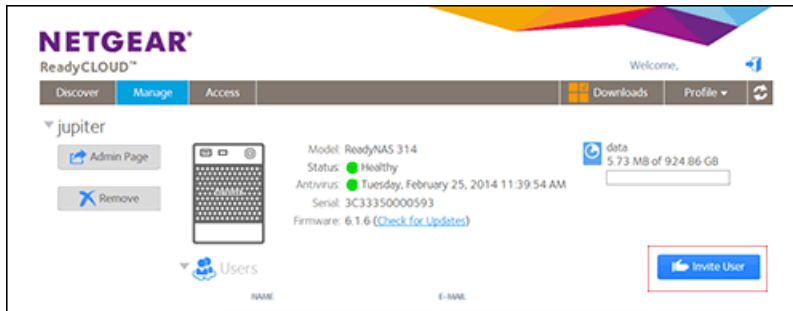 NETGEAR®
ReadyCLOUD™
Welcome,
Discover Manage Access Downloads Profile
jupiter
Admin Page
Remove
Model: ReadyNAS 314
Status: Healthy
Antivirus: Tuesday, February 25, 2014 11:39:54 AM
Serial: 3C33350000593
Firmware: 6.1.6 (Check for Updates)
data
5.73 MB of 924.86 GB
Users
Invite User
NAME E-MAIL